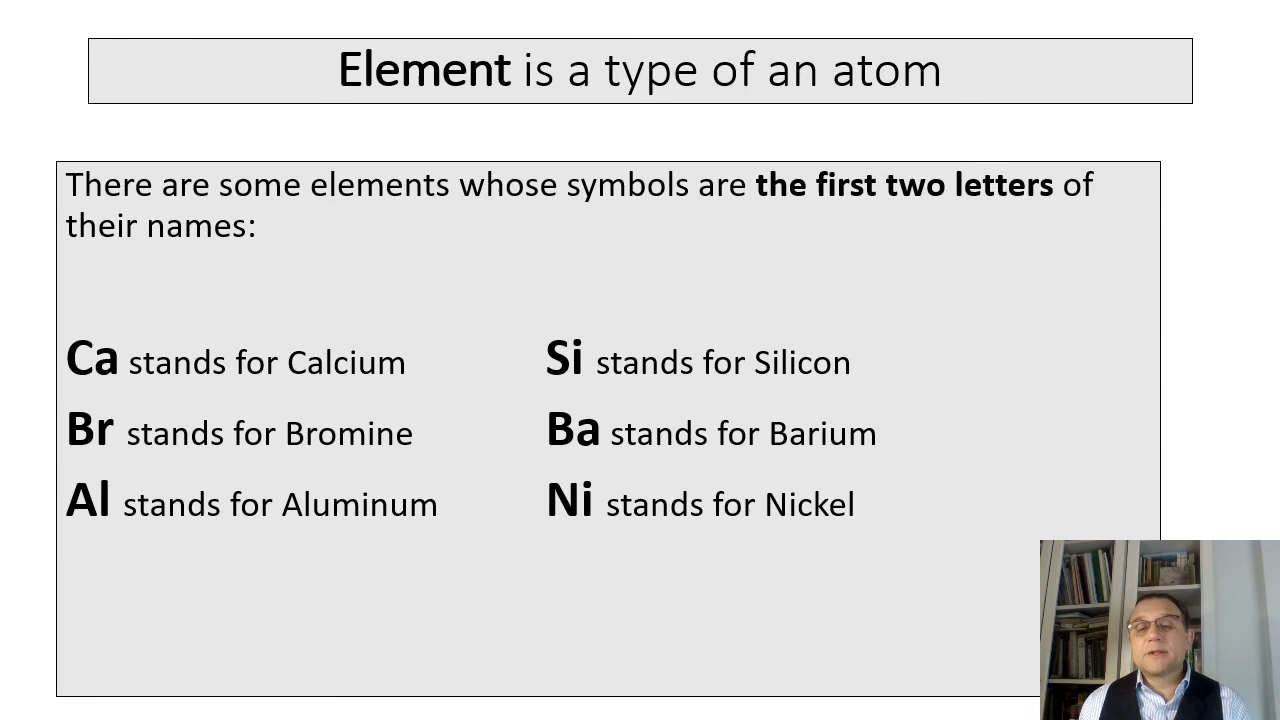 Element is a type of an atom
There are some elements whose symbols are the first two letters of
their names:
Ca stands for Calcium
Br stands for Bromine
Al stands for Aluminum
Si stands for Silicon
Ba stands for Barium
Ni stands for Nickel